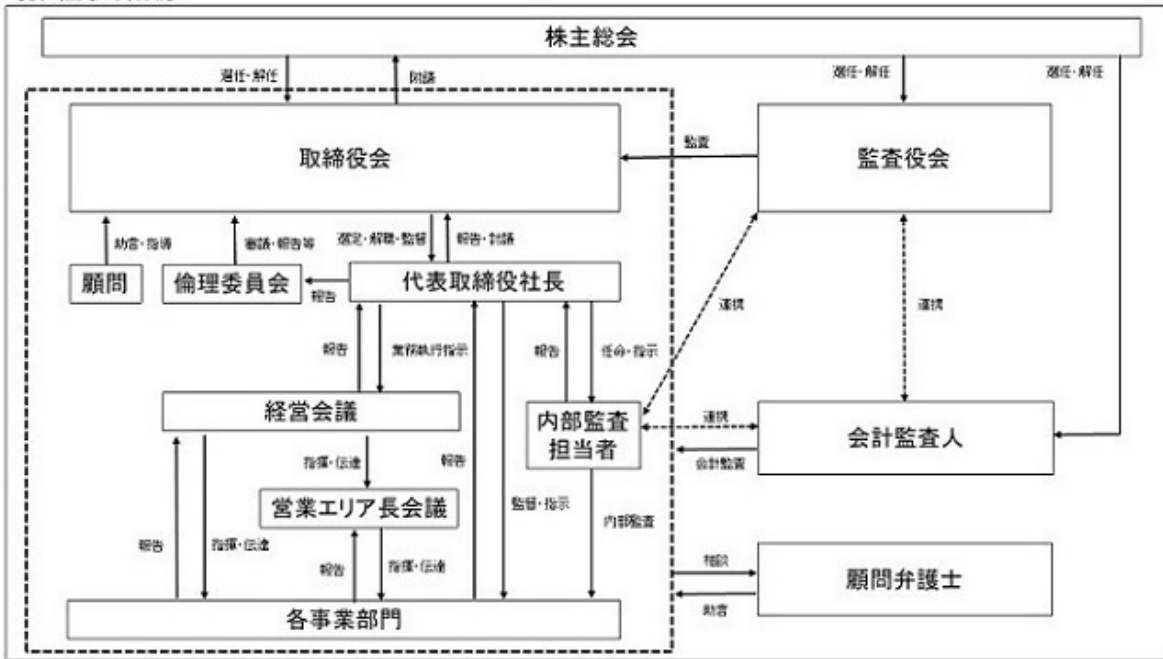 株主総会
選任・解任
附議
選任・解任
選任・解任
取締役会
監査
監査役会
助言・指導
審議・報告等
選定・解職・監督
報告・付議
顧問
倫理委員会
報告
代表取締役社長
連携
連携
報告
業務執行指示
報告
任命・指示
経営会議
内部監査
担当者
連携
会計監査人
会計監査
指揮・伝達
報告
営業エリア長会議
監督・指示
内部監査
報告
指揮・伝達
報告
指揮・伝達
相談
顧問弁護士
助言
各事業部門